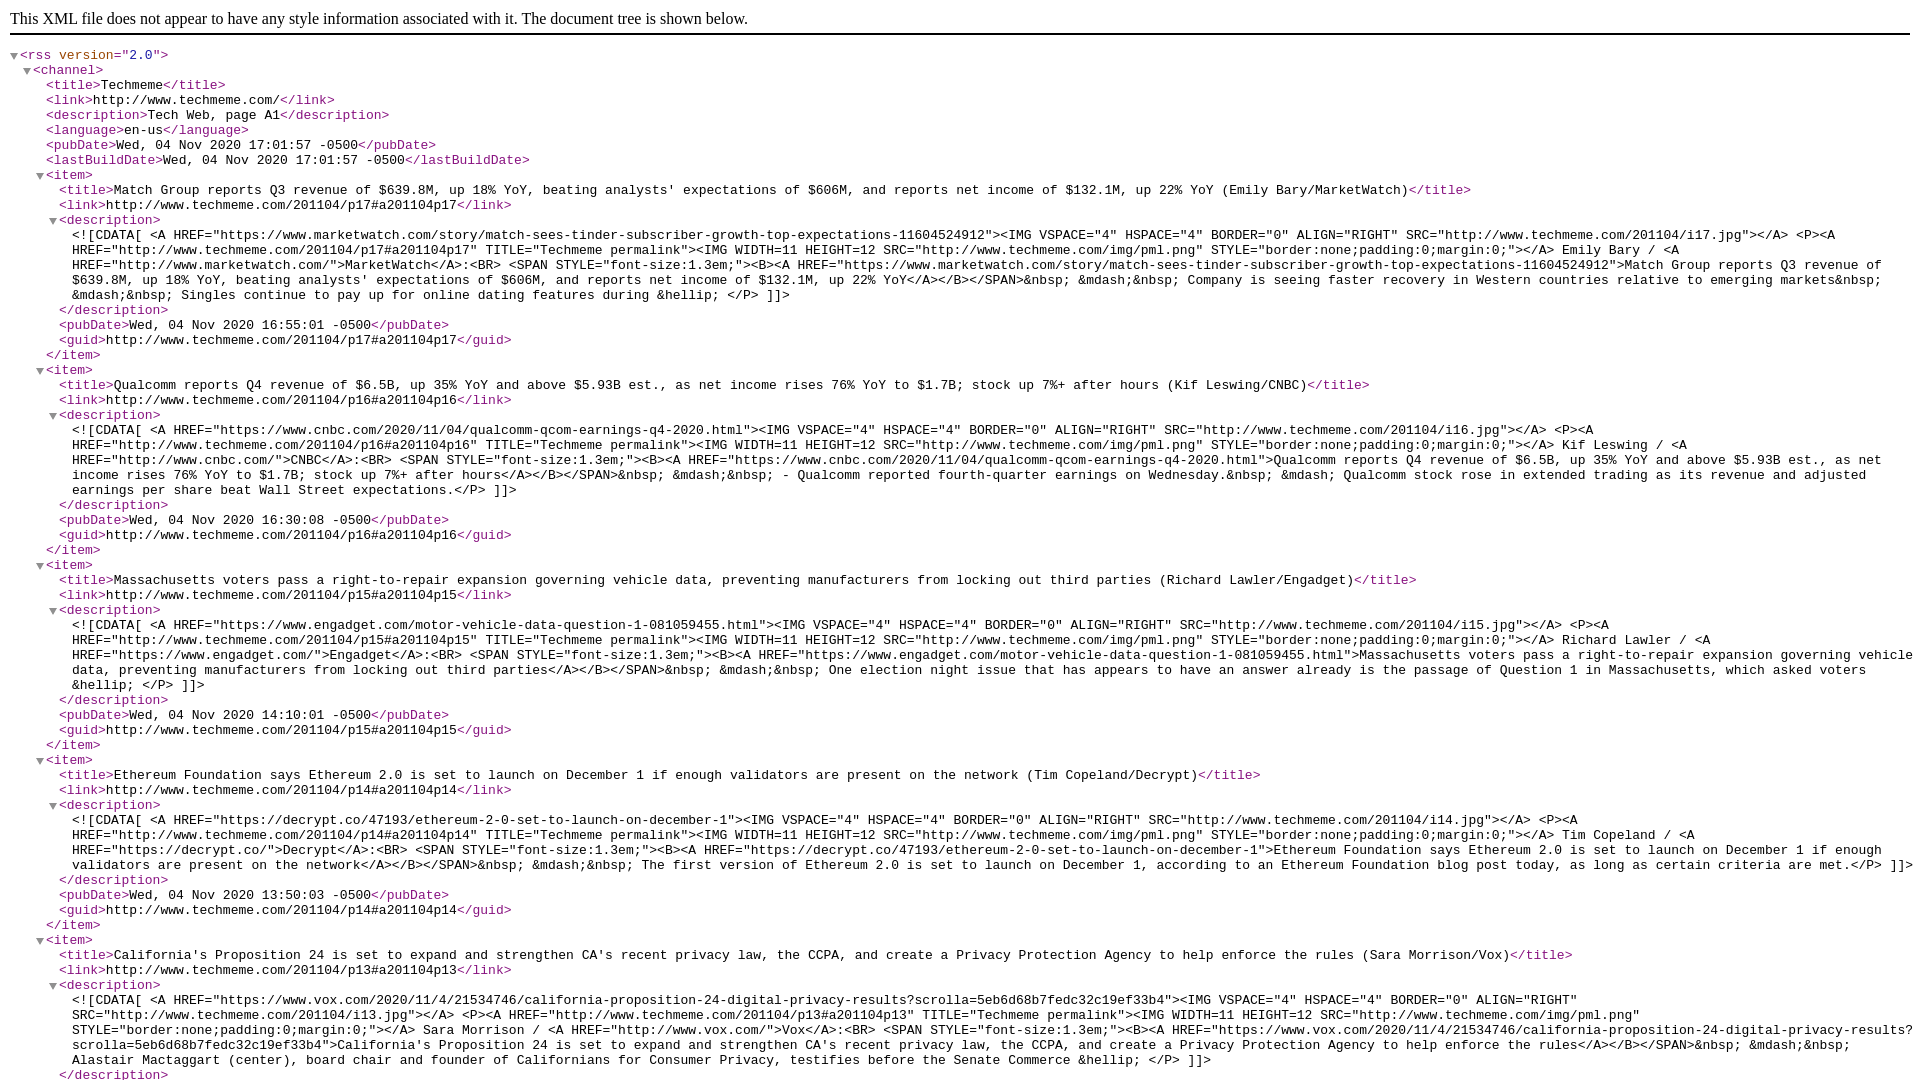 This XML file does not appear to have any style information associated with it. The document tree is shown below.
<rss version="2.0">
<channel>
<title>Techmeme</title>
<link>http://www.techmeme.com/</link>
<description>Tech Web, page A1</description>
<language>en-us</language>
<pubDate>Wed, 04 Nov 2020 17:01:57 -0500</pubDate>
<lastBuildDate>Wed, 04 Nov 2020 17:01:57 -0500</lastBuildDate>
<item>
<title>Match Group reports Q3 revenue of $639.8M, up 18% YoY, beating analysts' expectations of $606M, and reports net income of $132.1M, up 22% YoY (Emily Bary/MarketWatch)</title>
<link>http://www.techmeme.com/201104/p17#a201104p17</link>
<description>
<![CDATA[ <A HREF="https://www.marketwatch.com/story/match-sees-tinder-subscriber-growth-top-expectations-11604524912"><IMG VSPACE="4" HSPACE="4" BORDER="0" ALIGN="RIGHT" SRC="http://www.techmeme.com/201104/i17.jpg"></A> <P><A
HREF="http://www.techmeme.com/201104/p17#a201104p17" TITLE="Techmeme permalink"><IMG WIDTH=11 HEIGHT=12 SRC="http://www.techmeme.com/img/pml.png" STYLE="border:none;padding:0;margin:0;"></A> Emily Bary / <A
HREF="http://www.marketwatch.com/">MarketWatch</A>:<BR> <SPAN STYLE="font-size:1.3em;"><B><A HREF="https://www.marketwatch.com/story/match-sees-tinder-subscriber-growth-top-expectations-11604524912">Match Group reports Q3 revenue of
$639.8M, up 18% YoY, beating analysts' expectations of $606M, and reports net income of $132.1M, up 22% YoY</A></B></SPAN>&nbsp; &mdash;&nbsp; Company is seeing faster recovery in Western countries relative to emerging markets&nbsp;
&mdash;&nbsp; Singles continue to pay up for online dating features during &hellip; </P> ]]>
</description>
<pubDate>Wed, 04 Nov 2020 16:55:01 -0500</pubDate>
<guid>http://www.techmeme.com/201104/p17#a201104p17</guid>
</item>
<item>
<title>Qualcomm reports Q4 revenue of $6.5B, up 35% YoY and above $5.93B est., as net income rises 76% YoY to $1.7B; stock up 7%+ after hours (Kif Leswing/CNBC)</title>
<link>http://www.techmeme.com/201104/p16#a201104p16</link>
<description>
<![CDATA[ <A HREF="https://www.cnbc.com/2020/11/04/qualcomm-qcom-earnings-q4-2020.html"><IMG VSPACE="4" HSPACE="4" BORDER="0" ALIGN="RIGHT" SRC="http://www.techmeme.com/201104/i16.jpg"></A> <P><A
HREF="http://www.techmeme.com/201104/p16#a201104p16" TITLE="Techmeme permalink"><IMG WIDTH=11 HEIGHT=12 SRC="http://www.techmeme.com/img/pml.png" STYLE="border:none;padding:0;margin:0;"></A> Kif Leswing / <A
HREF="http://www.cnbc.com/">CNBC</A>:<BR> <SPAN STYLE="font-size:1.3em;"><B><A HREF="https://www.cnbc.com/2020/11/04/qualcomm-qcom-earnings-q4-2020.html">Qualcomm reports Q4 revenue of $6.5B, up 35% YoY and above $5.93B est., as net
income rises 76% YoY to $1.7B; stock up 7%+ after hours</A></B></SPAN>&nbsp; &mdash;&nbsp; - Qualcomm reported fourth-quarter earnings on Wednesday.&nbsp; &mdash; Qualcomm stock rose in extended trading as its revenue and adjusted
earnings per share beat Wall Street expectations.</P> ]]>
</description>
<pubDate>Wed, 04 Nov 2020 16:30:08 -0500</pubDate>
<guid>http://www.techmeme.com/201104/p16#a201104p16</guid>
</item>
<item>
<title>Massachusetts voters pass a right-to-repair expansion governing vehicle data, preventing manufacturers from locking out third parties (Richard Lawler/Engadget)</title>
<link>http://www.techmeme.com/201104/p15#a201104p15</link>
<description>
<![CDATA[ <A HREF="https://www.engadget.com/motor-vehicle-data-question-1-081059455.html"><IMG VSPACE="4" HSPACE="4" BORDER="0" ALIGN="RIGHT" SRC="http://www.techmeme.com/201104/i15.jpg"></A> <P><A
HREF="http://www.techmeme.com/201104/p15#a201104p15" TITLE="Techmeme permalink"><IMG WIDTH=11 HEIGHT=12 SRC="http://www.techmeme.com/img/pml.png" STYLE="border:none;padding:0;margin:0;"></A> Richard Lawler / <A
HREF="https://www.engadget.com/">Engadget</A>:<BR> <SPAN STYLE="font-size:1.3em;"><B><A HREF="https://www.engadget.com/motor-vehicle-data-question-1-081059455.html">Massachusetts voters pass a right-to-repair expansion governing vehicle
data, preventing manufacturers from locking out third parties</A></B></SPAN>&nbsp; &mdash;&nbsp; One election night issue that has appears to have an answer already is the passage of Question 1 in Massachusetts, which asked voters
&hellip; </P> ]]>
</description>
<pubDate>Wed, 04 Nov 2020 14:10:01 -0500</pubDate>
<guid>http://www.techmeme.com/201104/p15#a201104p15</guid>
</item>
<item>
<title>Ethereum Foundation says Ethereum 2.0 is set to launch on December 1 if enough validators are present on the network (Tim Copeland/Decrypt)</title>
<link>http://www.techmeme.com/201104/p14#a201104p14</link>
<description>
<![CDATA[ <A HREF="https://decrypt.co/47193/ethereum-2-0-set-to-launch-on-december-1"><IMG VSPACE="4" HSPACE="4" BORDER="0" ALIGN="RIGHT" SRC="http://www.techmeme.com/201104/i14.jpg"></A> <P><A
HREF="http://www.techmeme.com/201104/p14#a201104p14" TITLE="Techmeme permalink"><IMG WIDTH=11 HEIGHT=12 SRC="http://www.techmeme.com/img/pml.png" STYLE="border:none;padding:0;margin:0;"></A> Tim Copeland / <A
HREF="https://decrypt.co/">Decrypt</A>:<BR> <SPAN STYLE="font-size:1.3em;"><B><A HREF="https://decrypt.co/47193/ethereum-2-0-set-to-launch-on-december-1">Ethereum Foundation says Ethereum 2.0 is set to launch on December 1 if enough
validators are present on the network</A></B></SPAN>&nbsp; &mdash;&nbsp; The first version of Ethereum 2.0 is set to launch on December 1, according to an Ethereum Foundation blog post today, as long as certain criteria are met.</P> ]]>
</description>
<pubDate>Wed, 04 Nov 2020 13:50:03 -0500</pubDate>
<guid>http://www.techmeme.com/201104/p14#a201104p14</guid>
</item>
<item>
<title>California's Proposition 24 is set to expand and strengthen CA's recent privacy law, the CCPA, and create a Privacy Protection Agency to help enforce the rules (Sara Morrison/Vox)</title>
<link>http://www.techmeme.com/201104/p13#a201104p13</link>
<description>
<![CDATA[ <A HREF="https://www.vox.com/2020/11/4/21534746/california-proposition-24-digital-privacy-results?scrolla=5eb6d68b7fedc32c19ef33b4"><IMG VSPACE="4" HSPACE="4" BORDER="0" ALIGN="RIGHT"
SRC="http://www.techmeme.com/201104/i13.jpg"></A> <P><A HREF="http://www.techmeme.com/201104/p13#a201104p13" TITLE="Techmeme permalink"><IMG WIDTH=11 HEIGHT=12 SRC="http://www.techmeme.com/img/pml.png"
STYLE="border:none;padding:0;margin:0;"></A> Sara Morrison / <A HREF="http://www.vox.com/">Vox</A>:<BR> <SPAN STYLE="font-size:1.3em;"><B><A HREF="https://www.vox.com/2020/11/4/21534746/california-proposition-24-digital-privacy-results?
scrolla=5eb6d68b7fedc32c19ef33b4">California's Proposition 24 is set to expand and strengthen CA's recent privacy law, the CCPA, and create a Privacy Protection Agency to help enforce the rules</A></B></SPAN>&nbsp; &mdash;&nbsp;
Alastair Mactaggart (center), board chair and founder of Californians for Consumer Privacy, testifies before the Senate Commerce &hellip; </P> ]]>
</description>